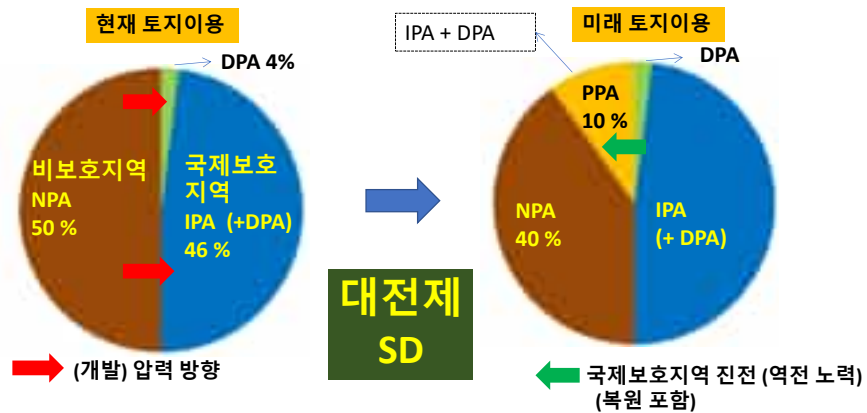 현재 토지이용
DPA 4%
비보호지역
NPA
50 %
국제보호
지역
IPA (+DPA)
46 %
(개발) 압력 방향
대전제
SD
IPA + DPA
미래 토지이용
DPA
PPA
10 %
NPA
40 %
IPA
(+ DPA)
국제보호지역 진전 (역전 노력)
(복원 포함)